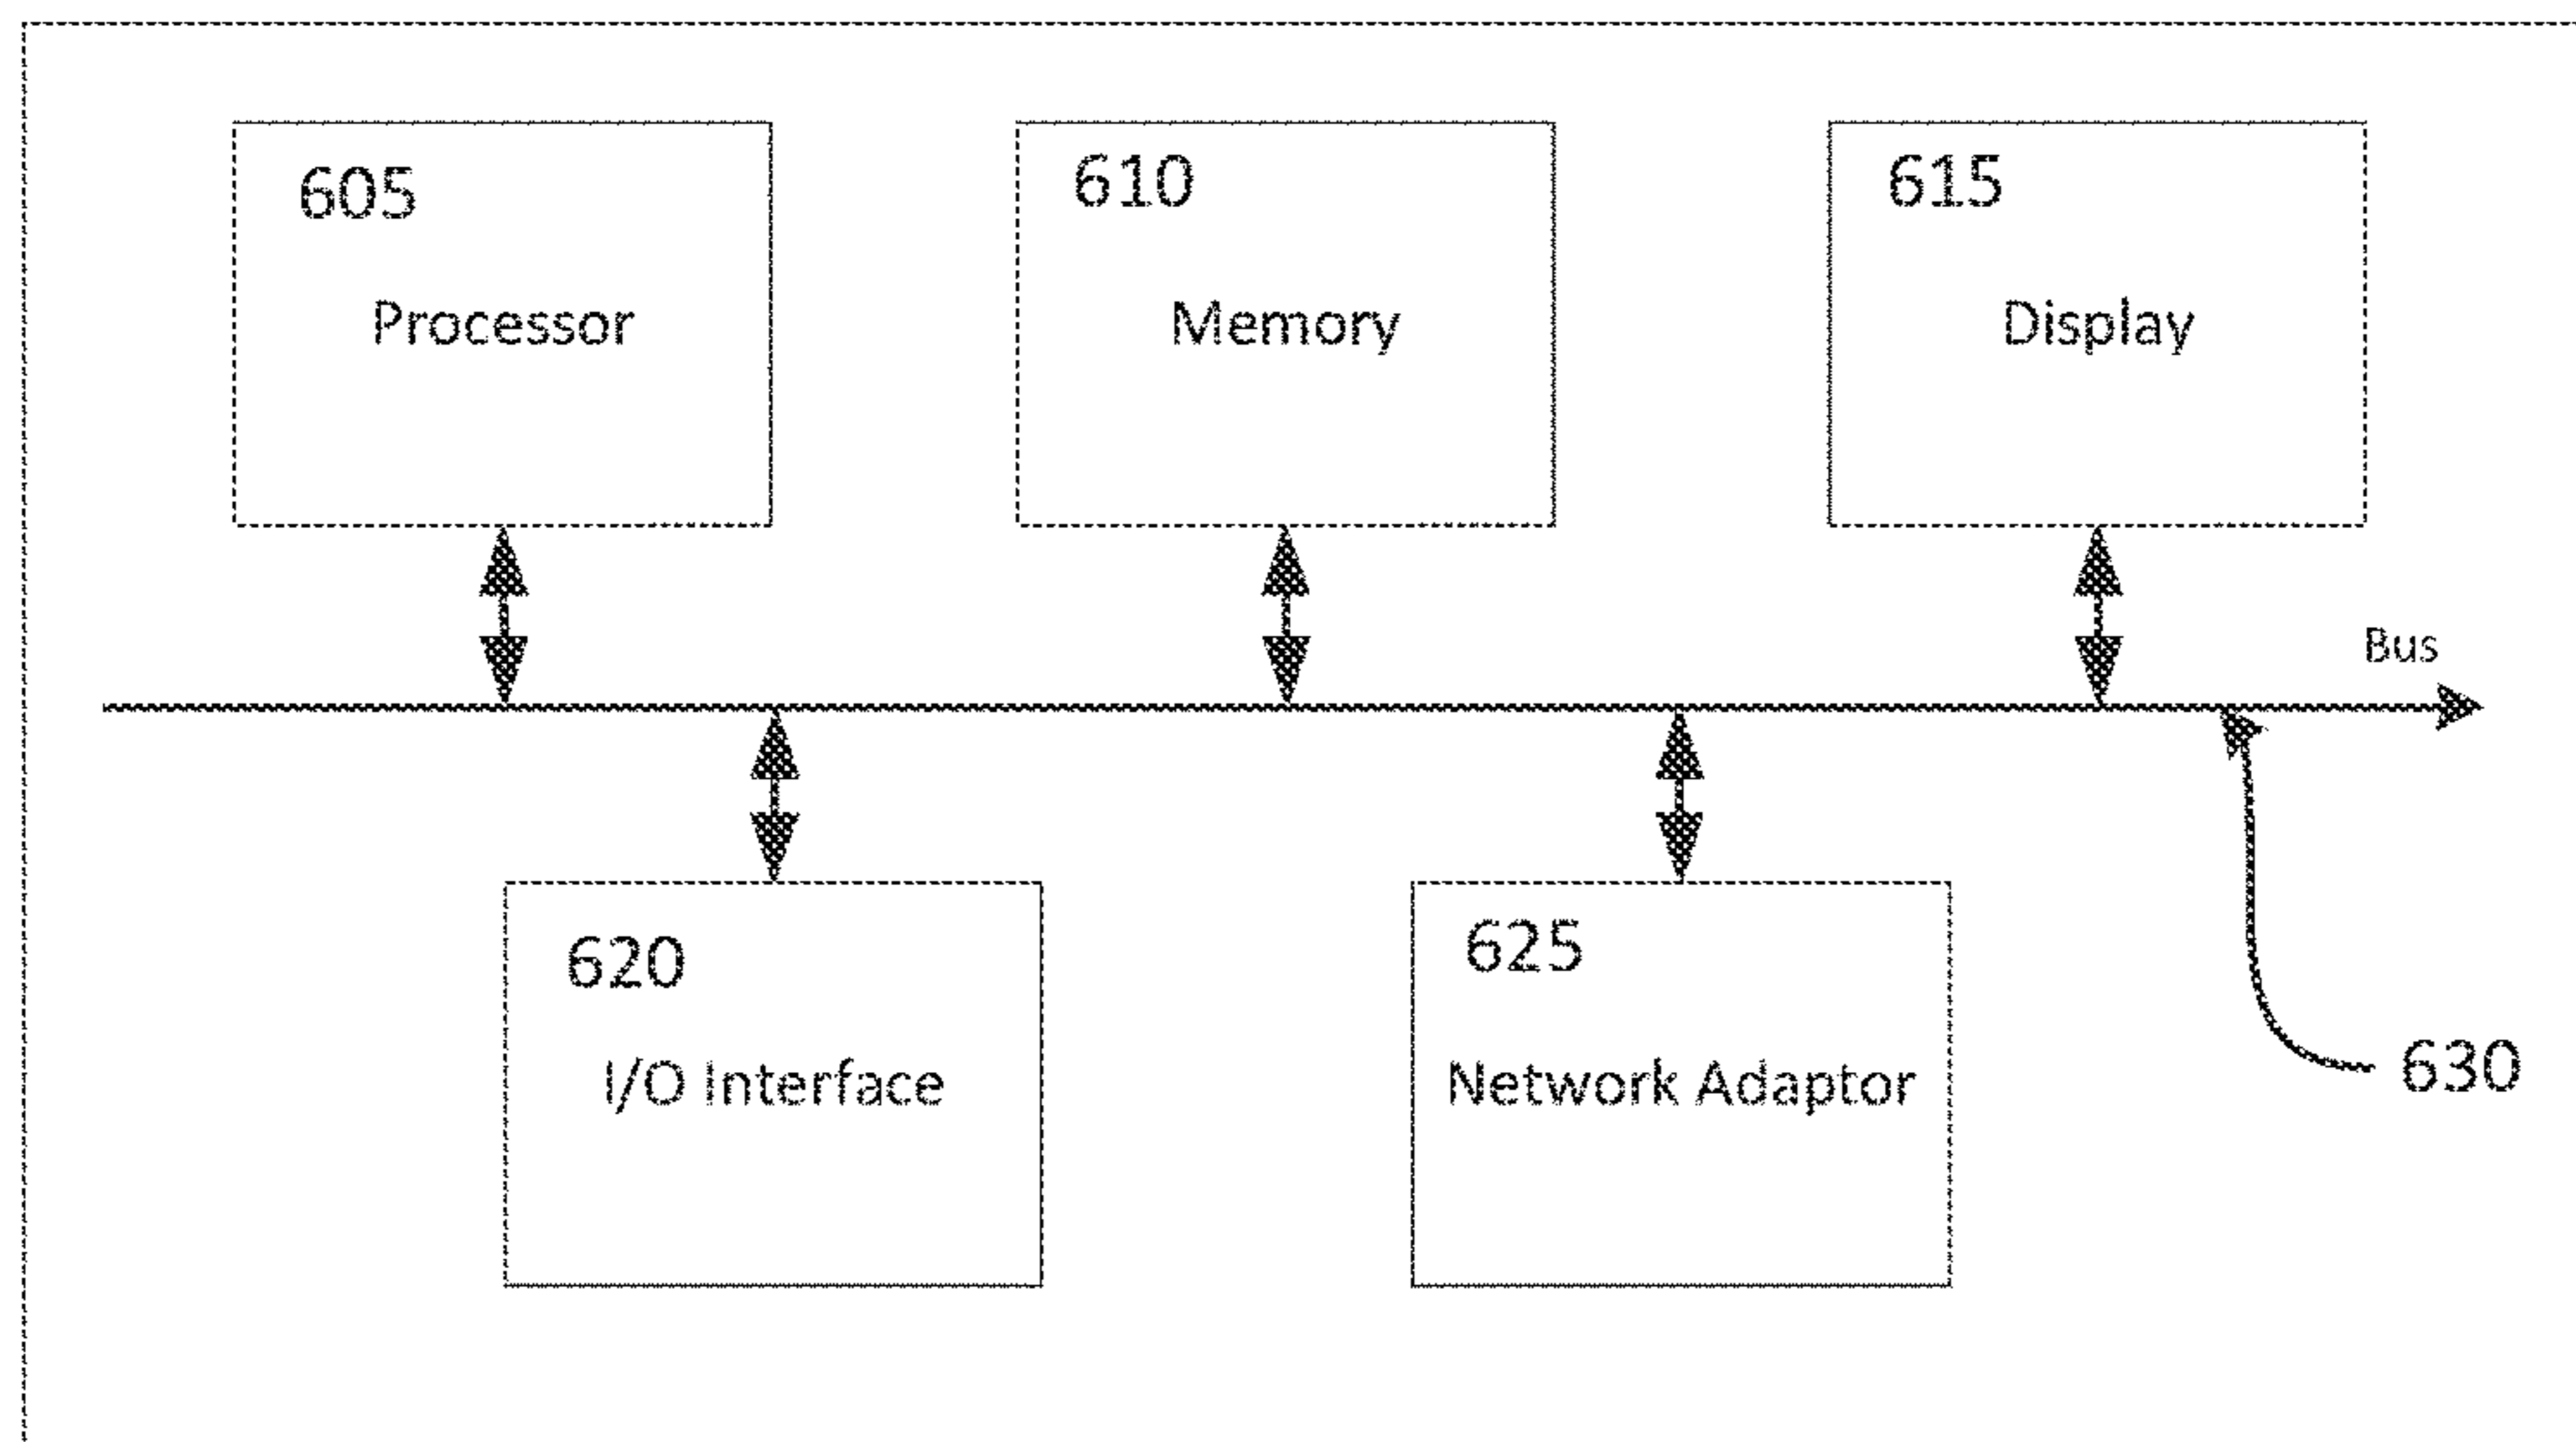 605
Processor
610
Memory
615
Display
Bus
620
I/O Interface
625
Network Adaptor
630